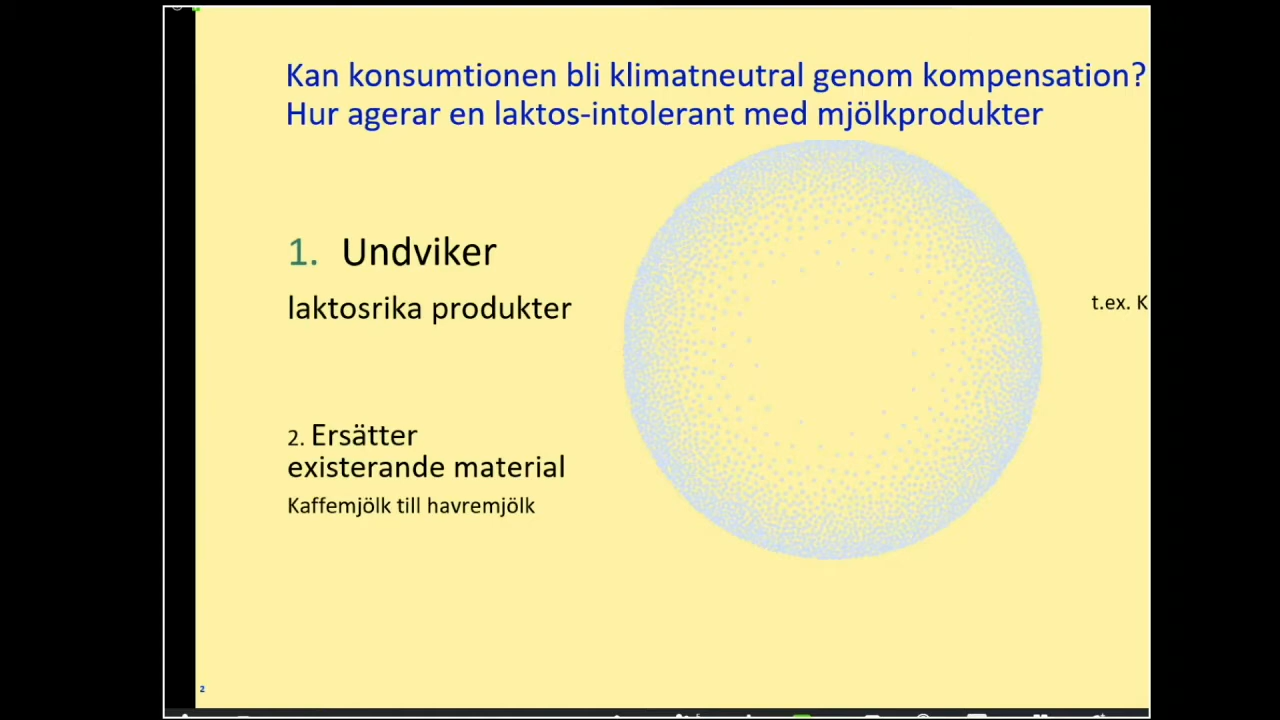 Kan konsumtionen bli klimatneutral genom kompensation?
Hur agerar en laktos-intolerant med mjölkprodukter
1. Undviker
laktosrika produkter
t.ex. K
2. Ersätter
existerande material
Kaffemjölk till havremjölk
2